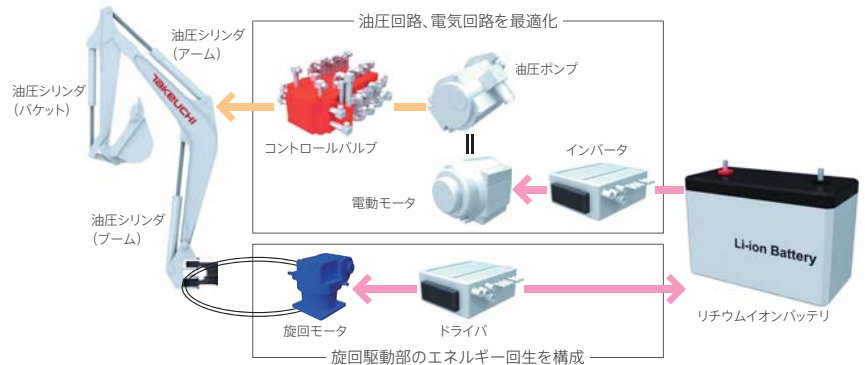 油圧回路、電気回路を最適化
油圧シリンダ
(アーム)
油圧シリンダ
(バケット)
TAKEUCHI
コントロールバルブ
油圧ポンプ
電動モータ
インバータ
油圧シリンダ
(ブーム)
Li-ion Battery
リチウムイオンバッテリ
旋回モータ
ドライバ
旋回駆動部のエネルギー回生を構成